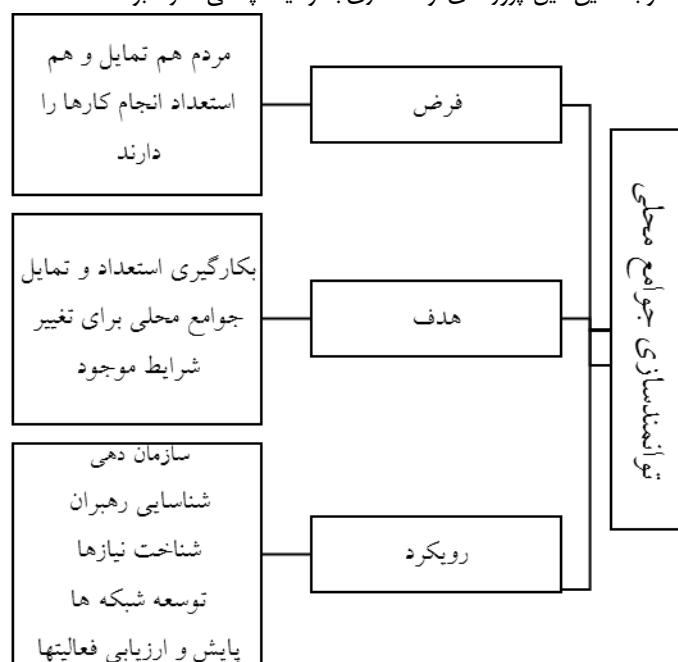 توانمندسازی جوامع محلی
فرض
مردم هم تمایل و هم
استعداد انجام کارها را
دارند
هدف
بکارگیری استعداد و تمایل
جوامع محلی برای تغییر
شرایط موجود
رویکرد
سازمان دهی
شناسایی رهبران
شناخت نیازها
توسعه شبکه ها
پایش و ارزیابی فعالیتها